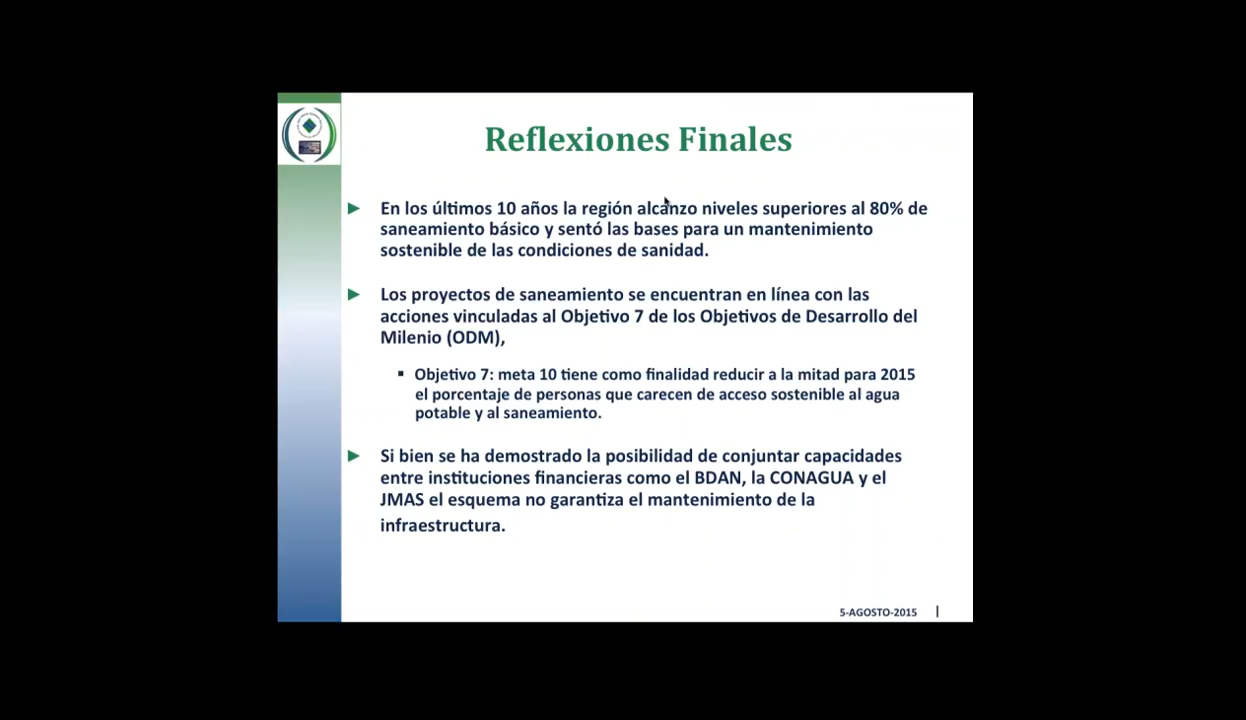 Reflexiones Finales
► En los últimos 10 años la región alcanzo niveles superiores al 80% de
saneamiento básico y sentó las bases para un mantenimiento
sostenible de las condiciones de sanidad.
► Los proyectos de saneamiento se encuentran en línea con las
acciones vinculadas al Objetivo 7 de los Objetivos de Desarrollo del
Milenio (ODM),
▪ Objetivo 7: meta 10 tiene como finalidad reducir a la mitad para 2015
el porcentaje de personas que carecen de acceso sostenible al agua
potable y al saneamiento.
► Si bien se ha demostrado la posibilidad de conjuntar capacidades
entre instituciones financieras como el BDAN, la CONAGUA y el
JMAS el esquema no garantiza el mantenimiento de la
infraestructura.
5-AGOSTO-2015 |